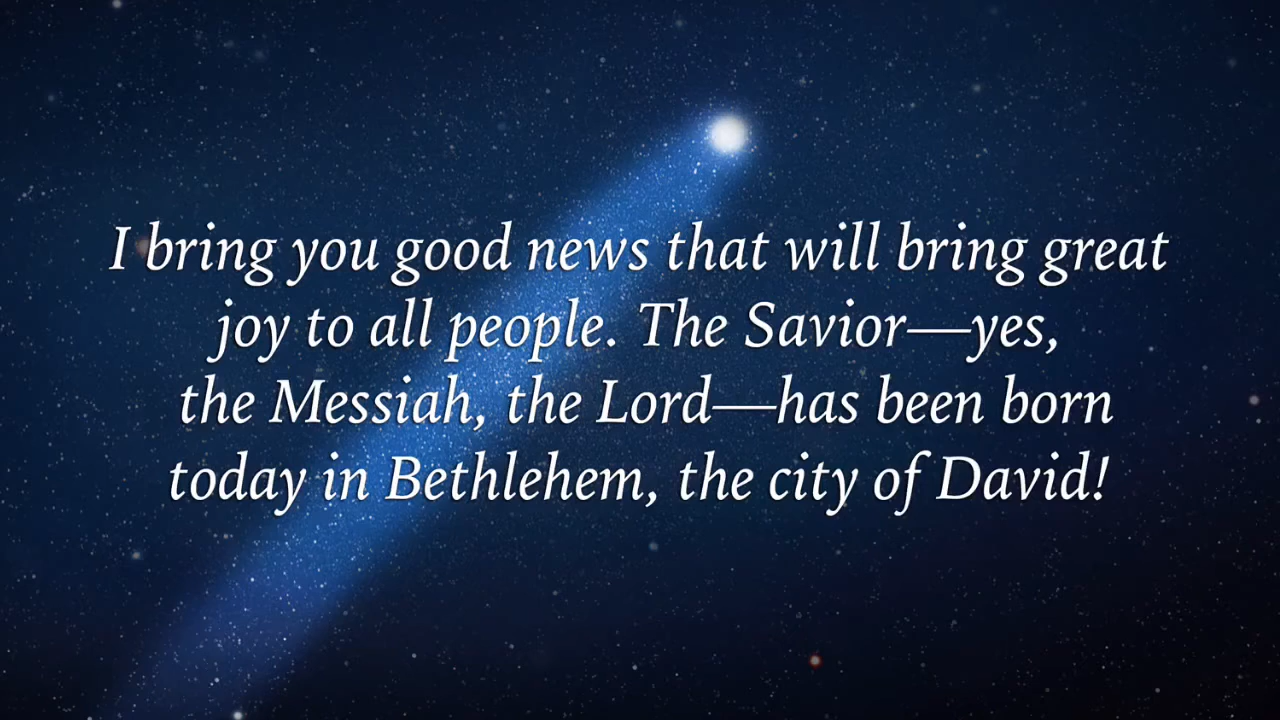 I bring you good news that will bring great
joy to all people. The Savior—yes,
the Messiah, the Lord—has been born
today in Bethlehem, the city of David!